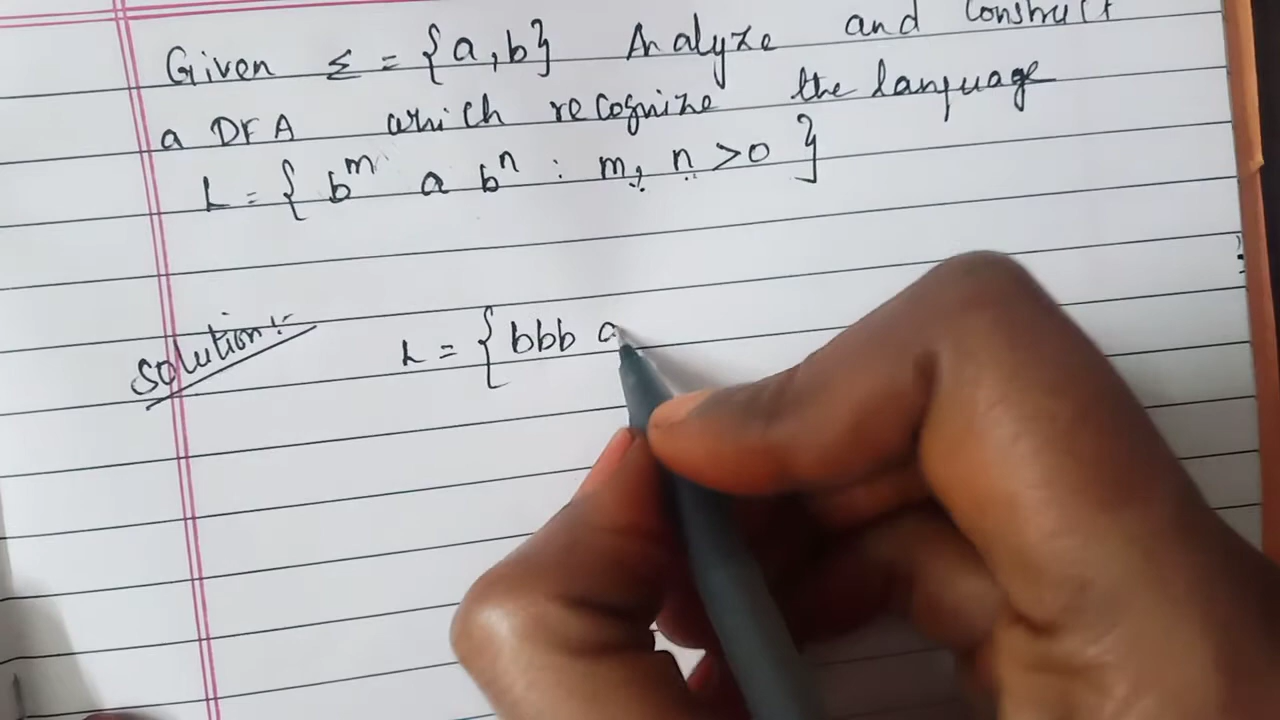 Given Σ = {a, b} Analyze and Construct
a DFA which recognize the language
L = { b^m a b^n : m, n > 0 }
Solution:-
L = { bbb a